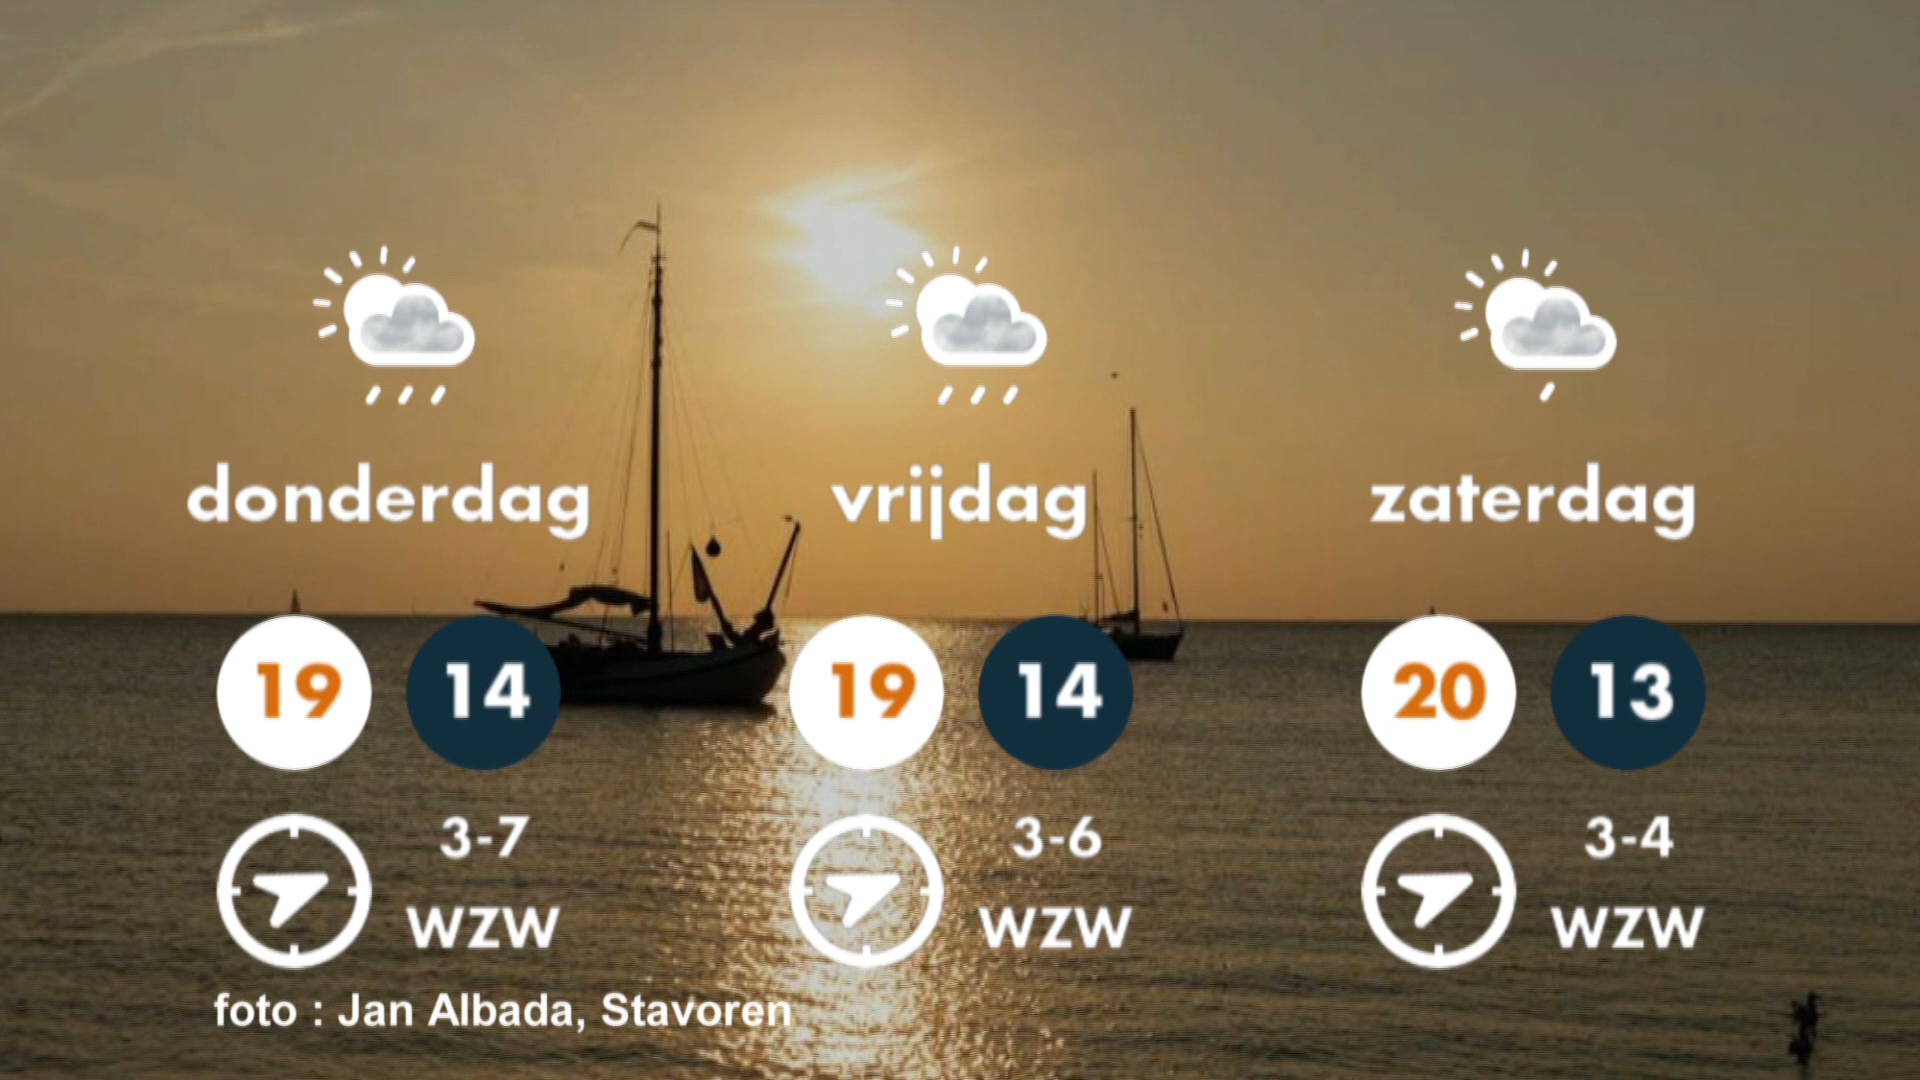 donderdag vrijdag zaterdag
19 14 19 14 20 13
3-7 3-6 3-4
WZW WZW WZW
foto : Jan Albada, Stavoren